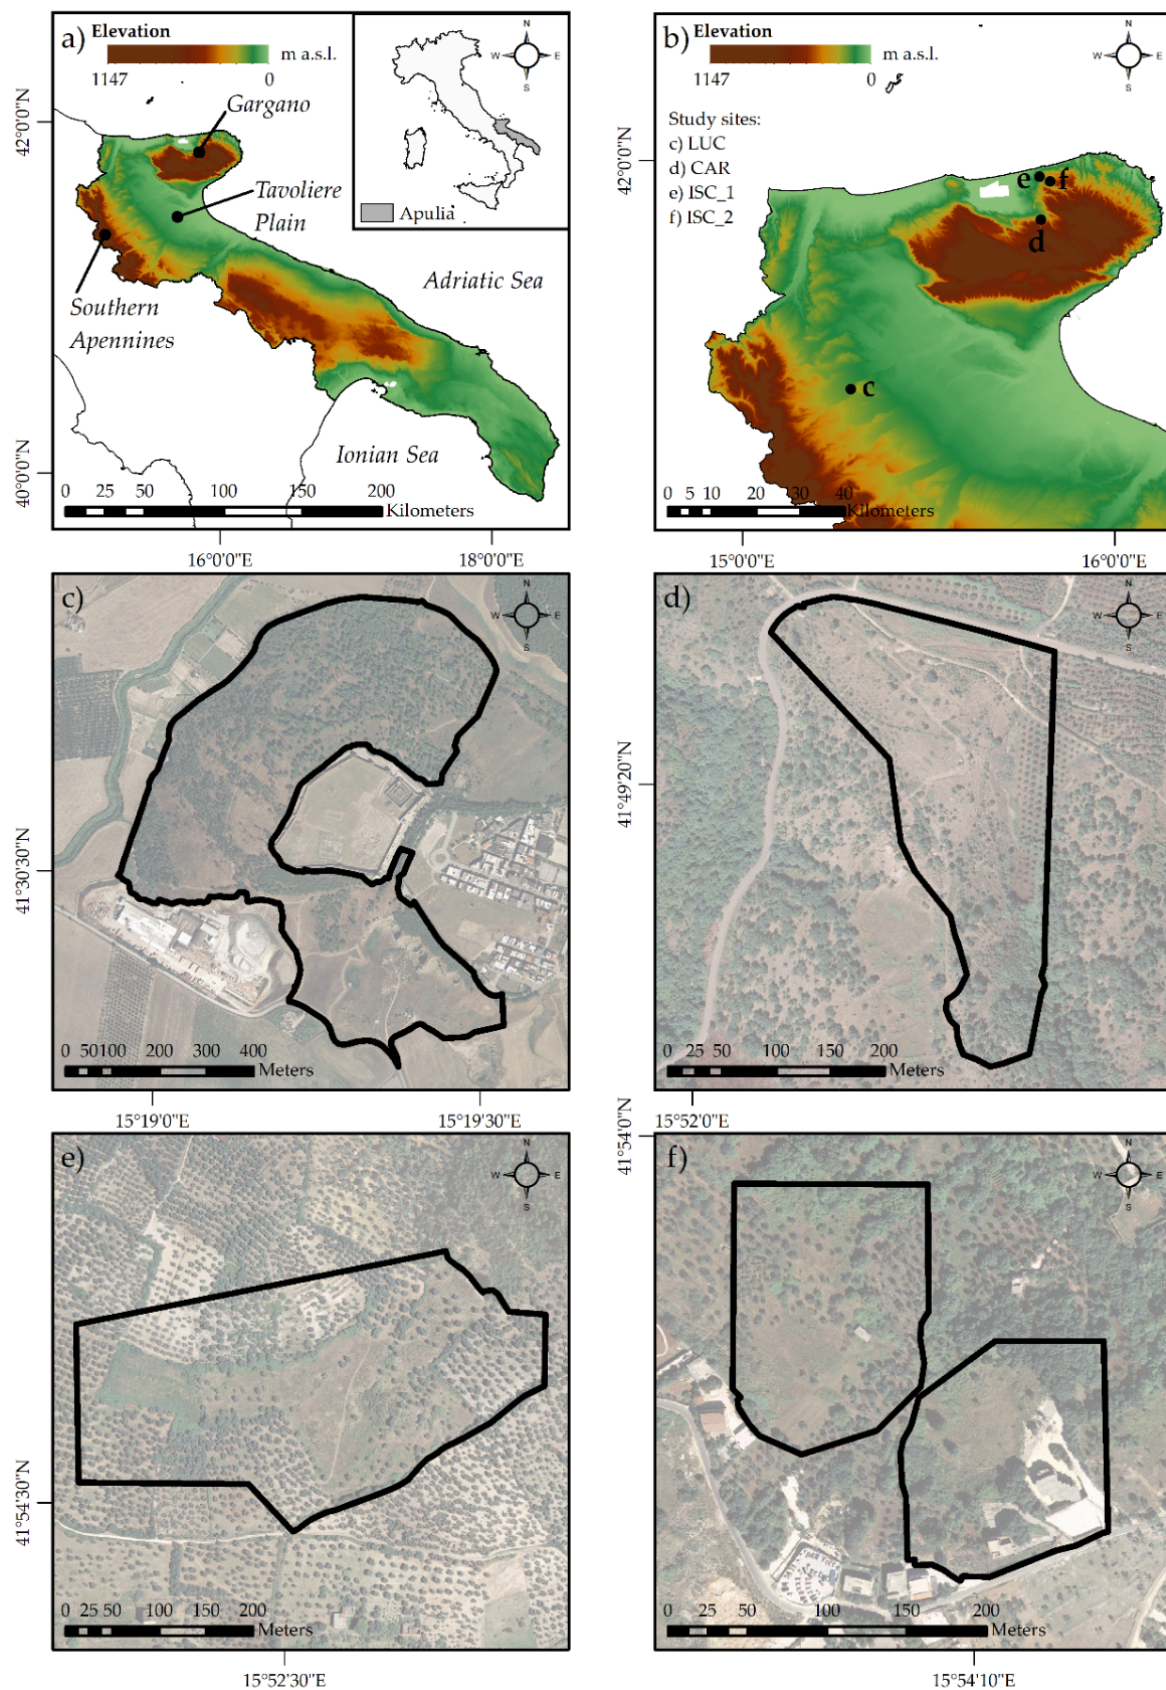 a)
Elevation
1147
0
m a.s.l.
N
W
E
S
Gargano
Tavoliere
Plain
Apulia
Adriatic Sea
Southern
Apennines
Ionian Sea
0
25
50
100
150
200
Kilometers
42°0'0"N
40°0'0"N
16°0'0"E
18°0'0"E
b)
Elevation
1147
0
m a.s.l.
N
W
E
S
Study sites:
c) LUC
d) CAR
e) ISC_1
f) ISC_2
e
f
d
c
0
5
10
20
30
40
Kilometers
42°0'0"N
15°0'0"E
16°0'0"E
c)
N
W
E
S
41°30'30"N
0
50
100
200
300
400
Meters
15°19'0"E
15°19'30"E
d)
N
W
E
S
41°49'20"N
0
25
50
100
150
200
Meters
15°52'0"E
e)
N
W
E
S
41°54'30"N
0
25
50
100
150
200
Meters
15°52'30"E
f)
N
W
E
S
41°54'0"N
0
25
50
100
150
200
Meters
15°54'10"E